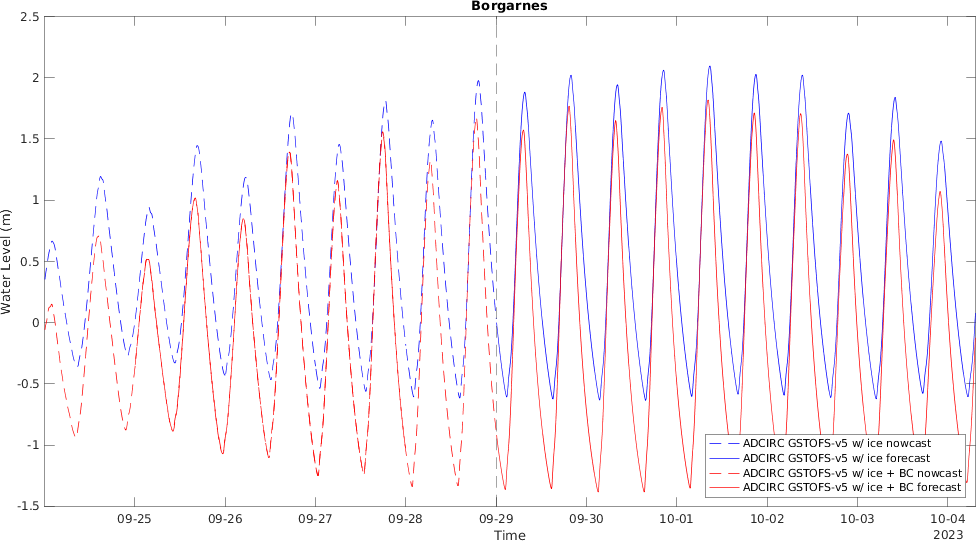 Borgarnes
2.5
2
1.5
1
0.5
0
-0.5
-1
-1.5
Water Level (m)
09-25
09-26
09-27
09-28
09-29
09-30
10-01
10-02
10-03
10-04
Time
2023
ADCIRC GSTOFS-v5 w/ ice nowcast
ADCIRC GSTOFS-v5 w/ ice forecast
ADCIRC GSTOFS-v5 w/ ice + BC nowcast
ADCIRC GSTOFS-v5 w/ ice + BC forecast